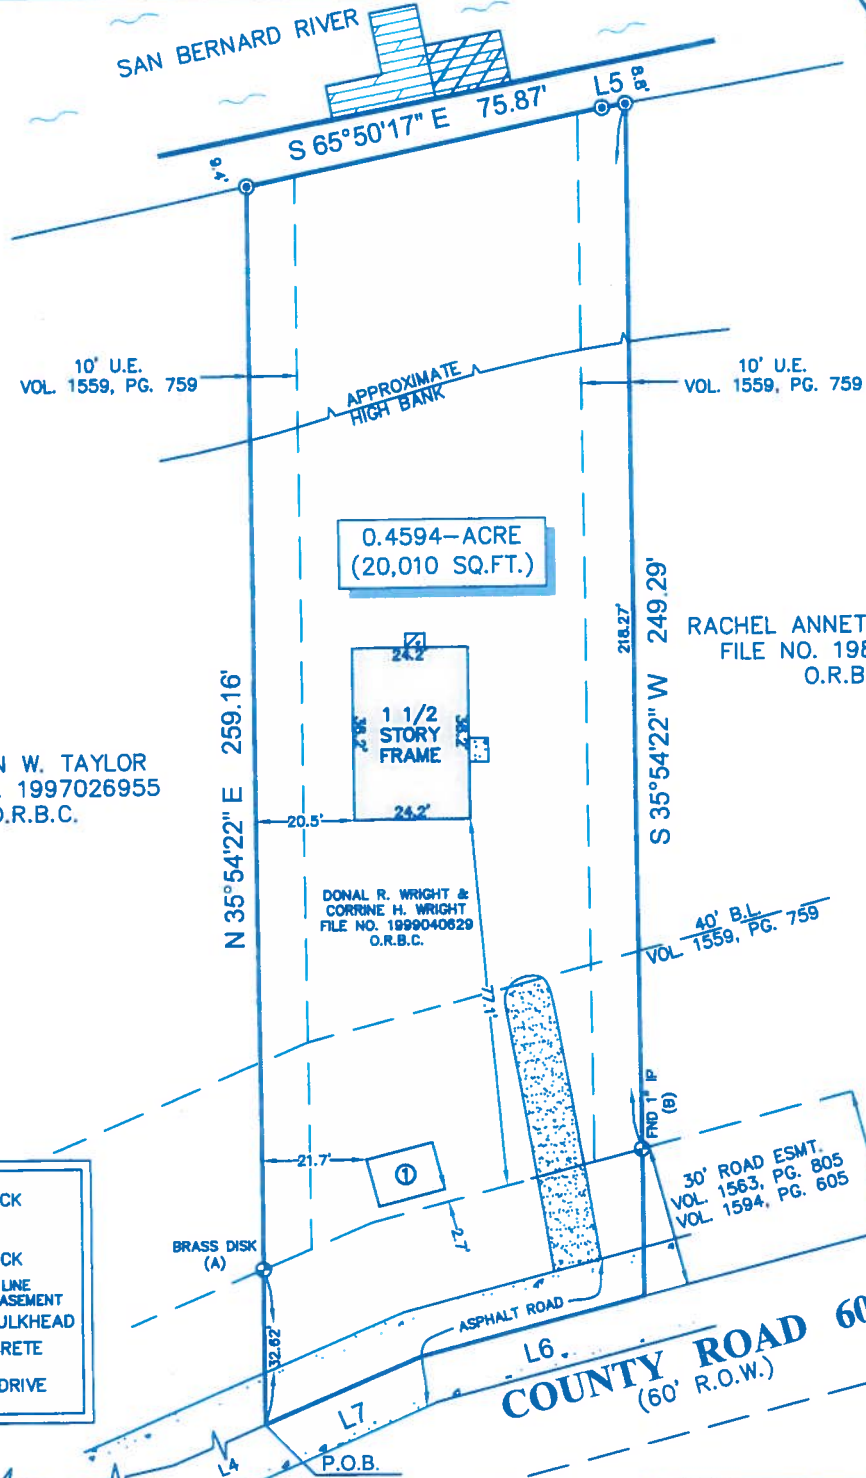 SAN BERNARD RIVER
S 65°50'17" E 75.87'
L5
8.8'
9.4'
10' U.E.
VOL. 1559, PG. 759
10' U.E.
VOL. 1559, PG. 759
APPROXIMATE
HIGH BANK
0.4594-ACRE
(20,010 SQ.FT.)
N 35°54'22" E 259.16'
218.27'
S 35°54'22" W 249.29'
RACHEL ANNET
FILE NO. 198
O.R.B
24.2'
1 1/2
STORY
FRAME
24.2'
20.5'
N W. TAYLOR
. 1997026955
O.R.B.C.
DONAL R. WRIGHT &
CORRINE H. WRIGHT
FILE NO. 1999040629
O.R.B.C.
77.1'
40' B.L.
VOL. 1559, PG. 759
FND 1" IP
(B)
30' ROAD ESMT.
VOL. 1563, PG. 805
VOL. 1594, PG. 605
21.7'
1
2.7'
BRASS DISK
(A)
32.62'
CK
CK
LINE
ASEMENT
ULKHEAD
RETE
DRIVE
ASPHALT ROAD
L6
L7
L4
COUNTY ROAD 60
(60' R.O.W.)
P.O.B.